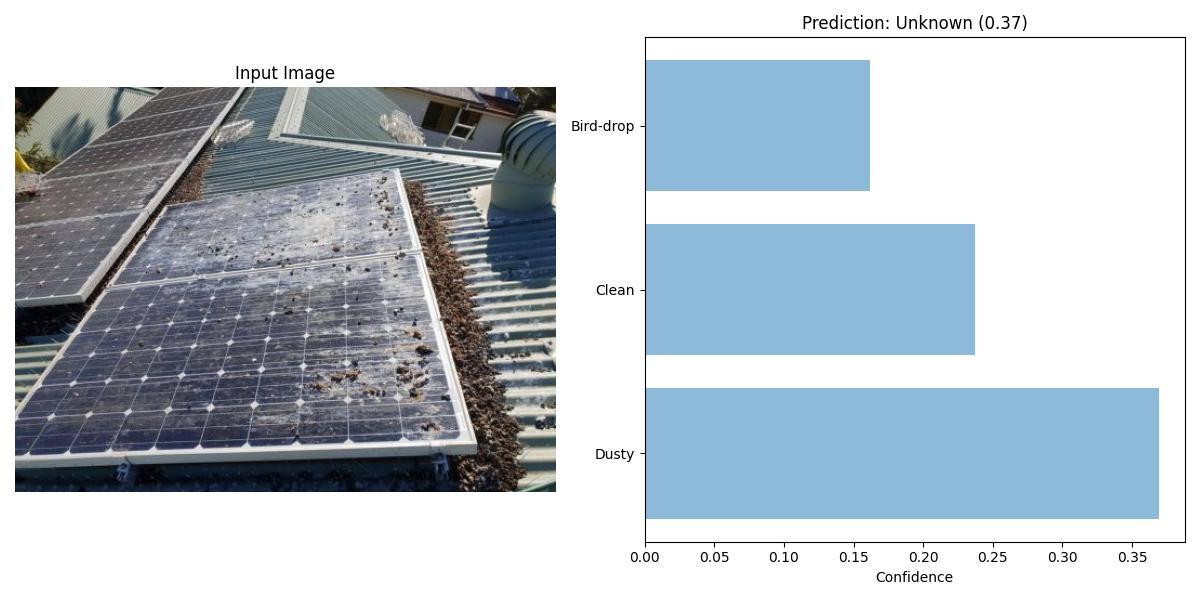 Input Image
Prediction: Unknown (0.37)
Bird-drop
Clean
Dusty
0.00 0.05 0.10 0.15 0.20 0.25 0.30 0.35
Confidence